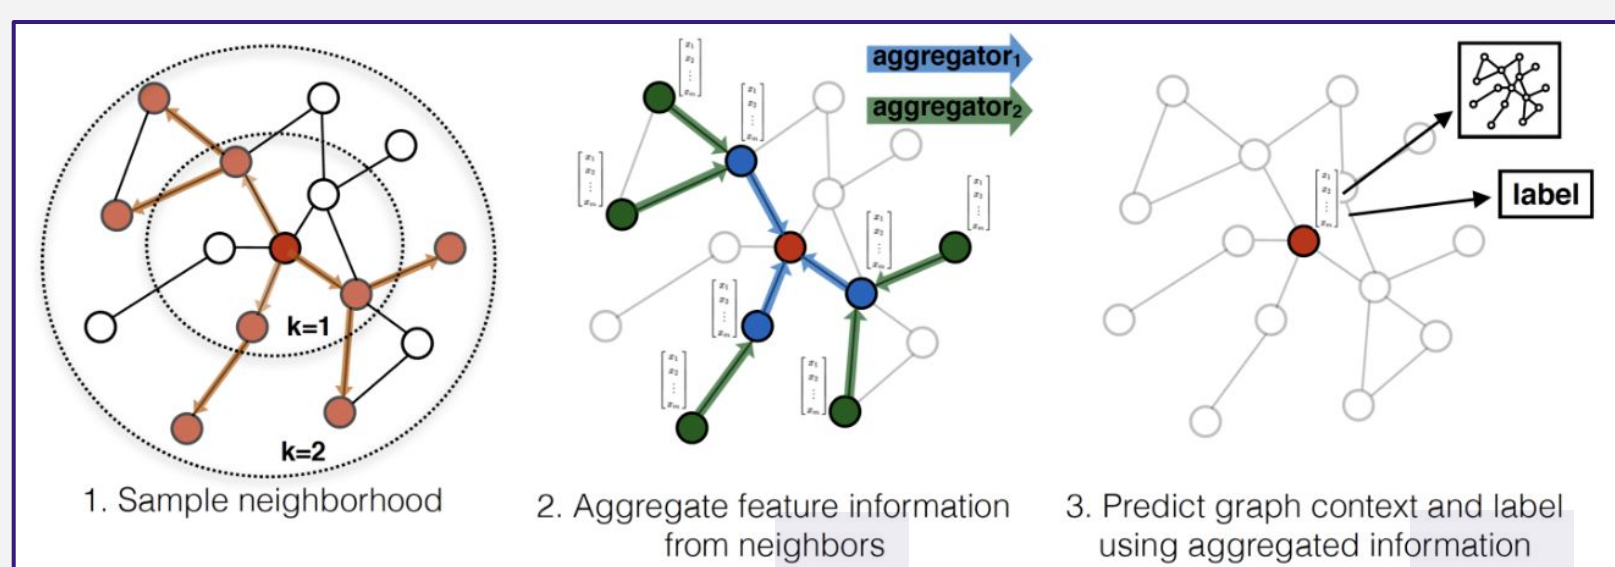 aggregator₁
aggregator₂
label
k=1
k=2
1. Sample neighborhood
2. Aggregate feature information
from neighbors
3. Predict graph context and label
using aggregated information